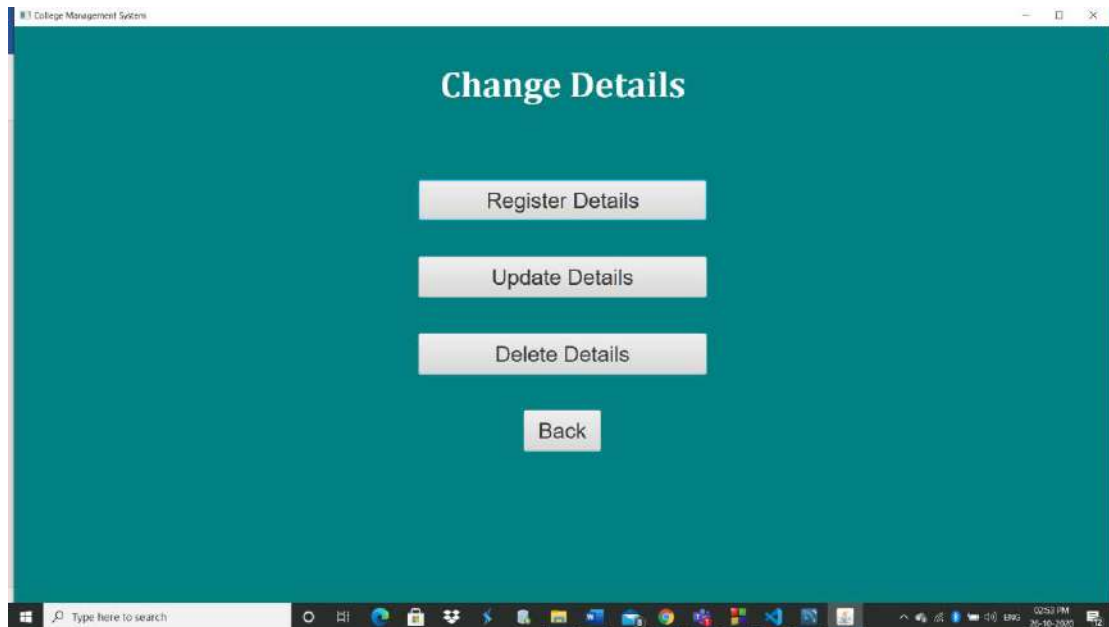 College Management System
Change Details
Register Details
Update Details
Delete Details
Back
Type here to search
ENG
02:53 PM
26-10-2020